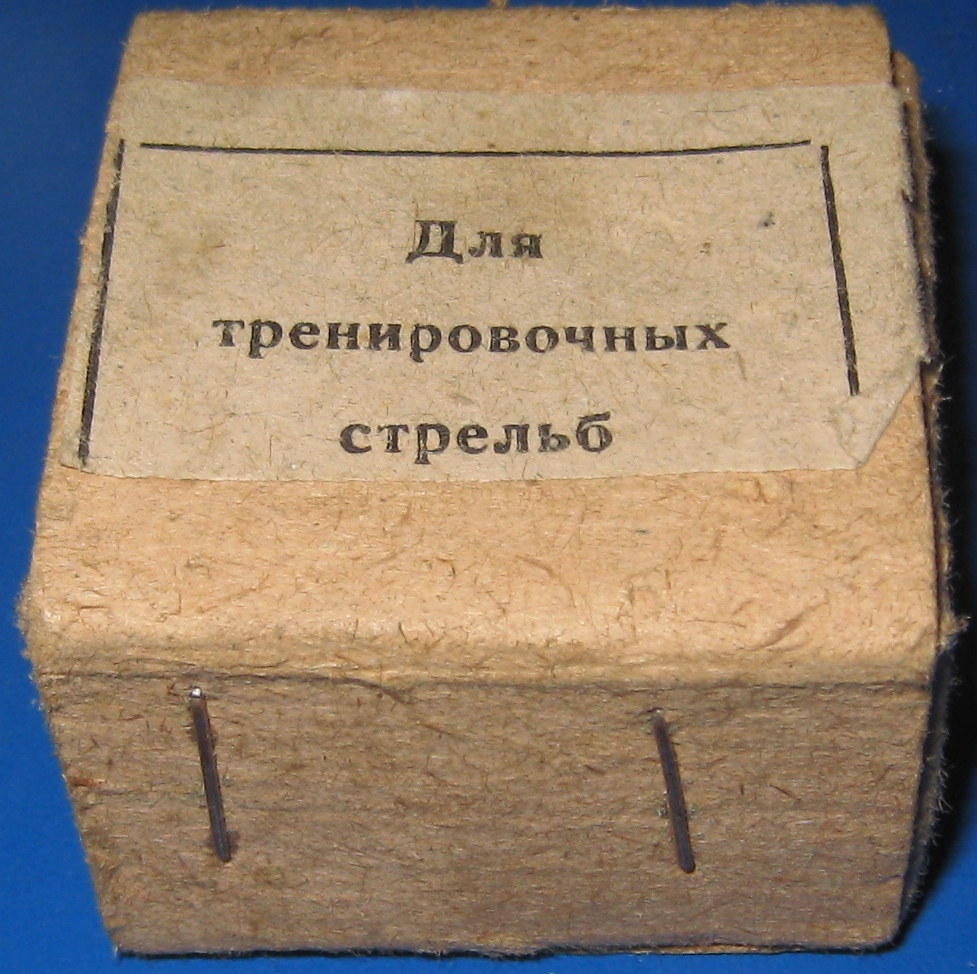 Для
тренировочных
стрельб